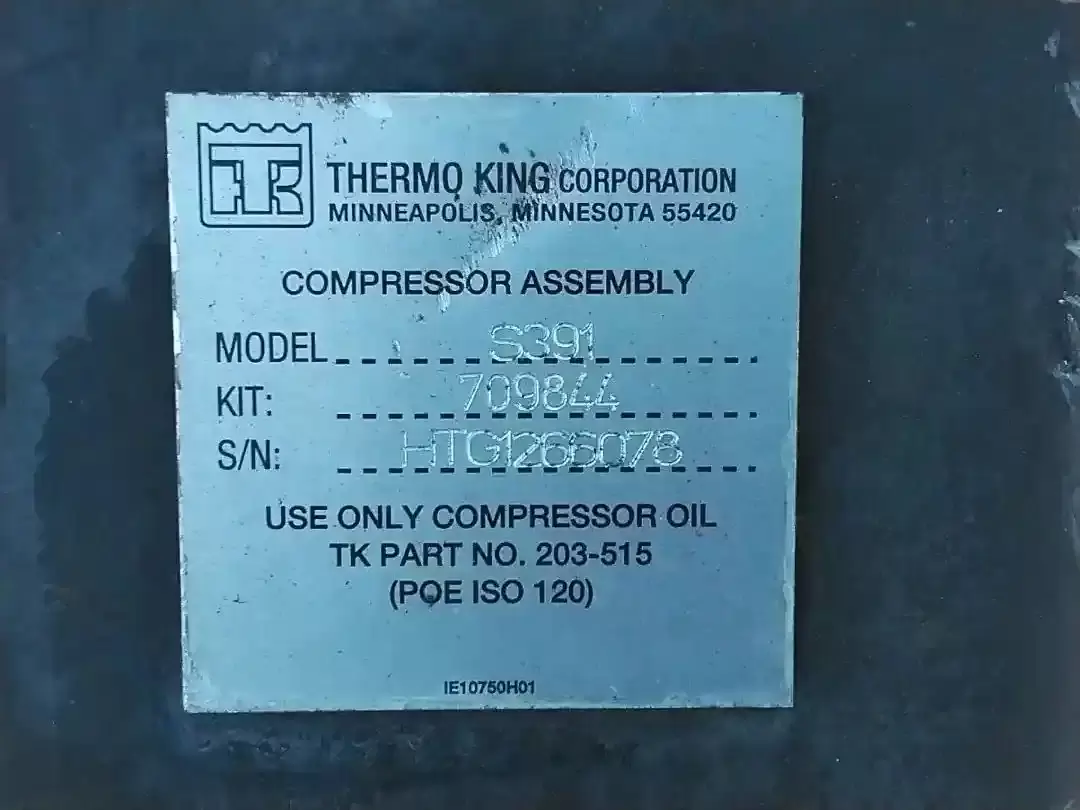 TK
THERMO KING CORPORATION
MINNEAPOLIS, MINNESOTA 55420
COMPRESSOR ASSEMBLY
MODEL S391
KIT: 709844
S/N: HTG1266078
USE ONLY COMPRESSOR OIL
TK PART NO. 203-515
(POE ISO 120)
IE10750H01